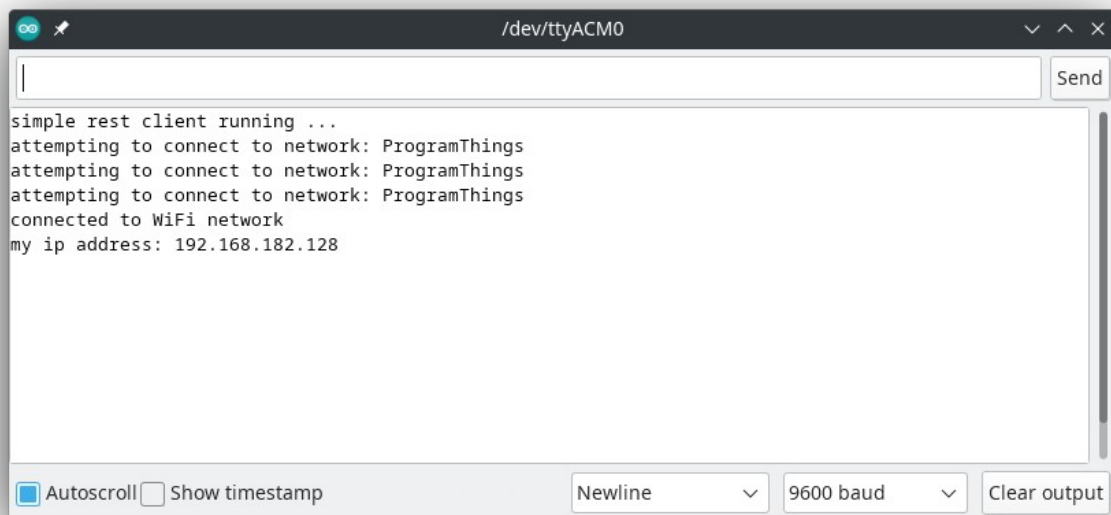 /dev/ttyACM0
Send
simple rest client running ...
attempting to connect to network: ProgramThings
attempting to connect to network: ProgramThings
attempting to connect to network: ProgramThings
connected to WiFi network
my ip address: 192.168.182.128
Autoscroll Show timestamp Newline 9600 baud Clear output